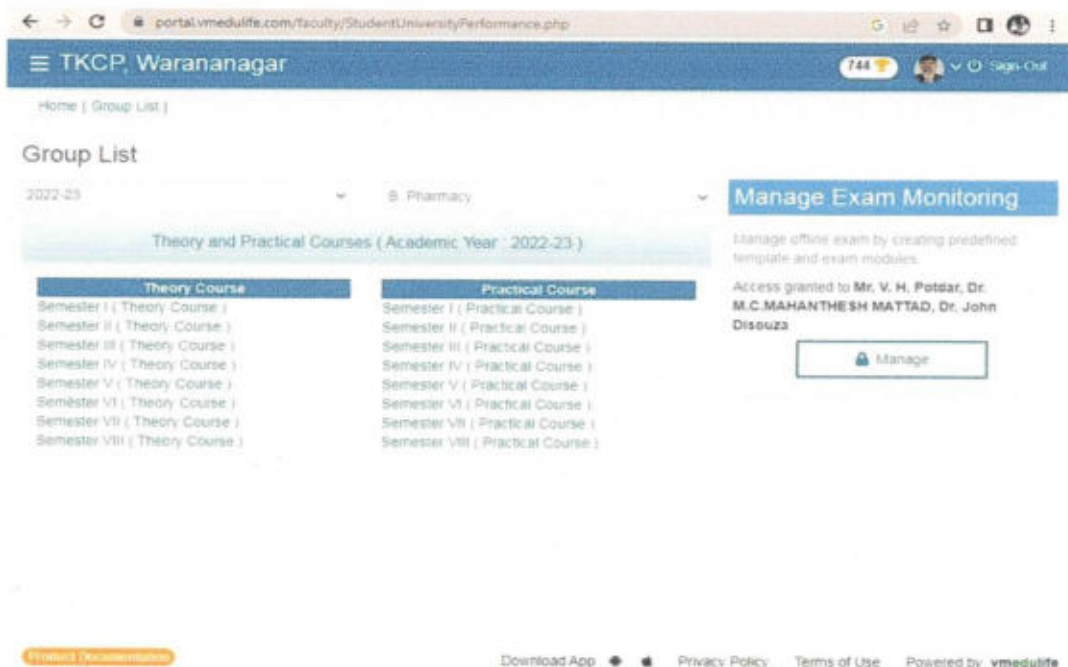 portal.vmedulife.com/faculty/StudentUniversityPerformance.php
TKCP, Warananagar
744
Sign-Out
Home | Group List |
Group List
2022-23
B. Pharmacy
Theory and Practical Courses ( Academic Year : 2022-23 )
Theory Course
Semester I ( Theory Course )
Semester II ( Theory Course )
Semester III ( Theory Course )
Semester IV ( Theory Course )
Semester V ( Theory Course )
Semester VI ( Theory Course )
Semester VII ( Theory Course )
Semester VIII ( Theory Course )
Practical Course
Semester I ( Practical Course )
Semester II ( Practical Course )
Semester III ( Practical Course )
Semester IV ( Practical Course )
Semester V ( Practical Course )
Semester VI ( Practical Course )
Semester VII ( Practical Course )
Semester VIII ( Practical Course )
Manage Exam Monitoring
Manage offline exam by creating predefined
template and exam modules.
Access granted to Mr. V. H. Potdar, Dr.
M.C.MAHANTHESH MATTAD, Dr. John
Disouza
Manage
Product Documentation
Download App
Privacy Policy
Terms of Use
Powered by vmedulife